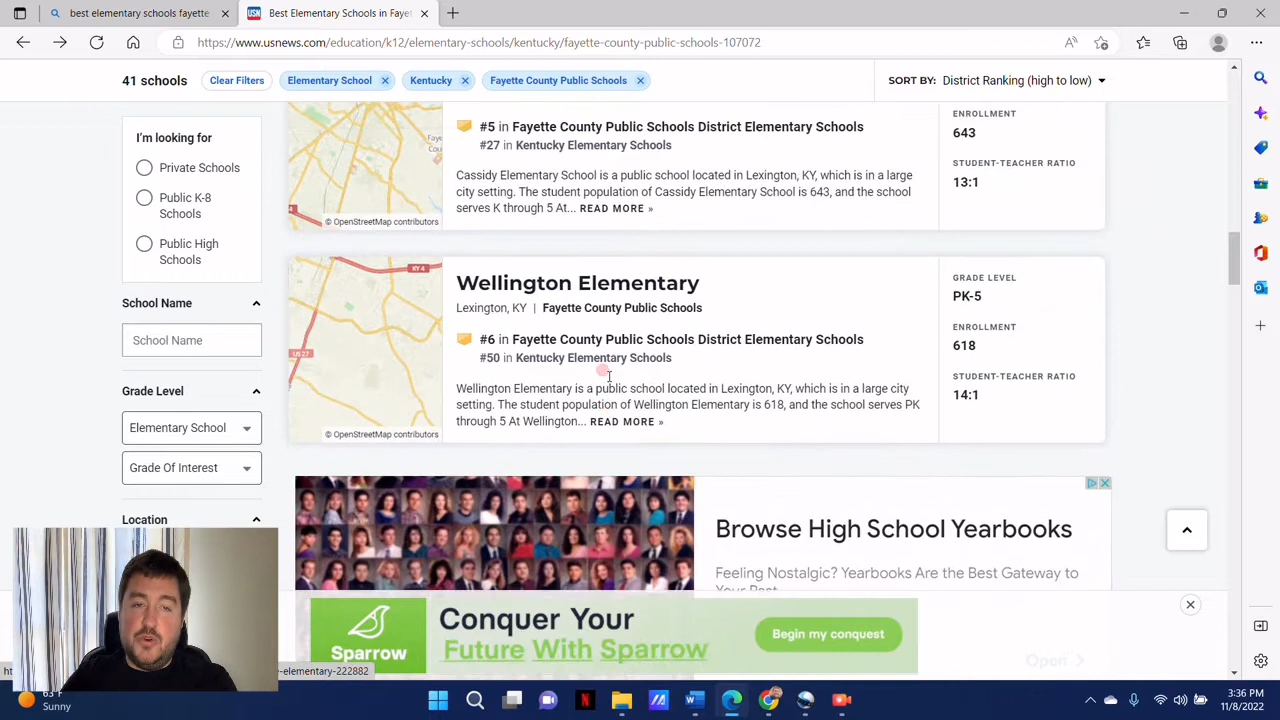 best elementary schools fayette
Best Elementary Schools in Fayet
https://www.usnews.com/education/k12/elementary-schools/kentucky/fayette-county-public-schools-107072
41 schools
Clear Filters
Elementary School
Kentucky
Fayette County Public Schools
SORT BY: District Ranking (high to low)
I'm looking for
Private Schools
Public K-8
Schools
Public High
Schools
School Name
School Name
Grade Level
Elementary School
Grade Of Interest
Location
© OpenStreetMap contributors
#5 in Fayette County Public Schools District Elementary Schools
#27 in Kentucky Elementary Schools
Cassidy Elementary School is a public school located in Lexington, KY, which is in a large
city setting. The student population of Cassidy Elementary School is 643, and the school
serves K through 5 At... READ MORE »
ENROLLMENT
643
STUDENT-TEACHER RATIO
13:1
KY 4
US 27
© OpenStreetMap contributors
Wellington Elementary
Lexington, KY | Fayette County Public Schools
#6 in Fayette County Public Schools District Elementary Schools
#50 in Kentucky Elementary Schools
Wellington Elementary is a public school located in Lexington, KY, which is in a large city
setting. The student population of Wellington Elementary is 618, and the school serves PK
through 5 At Wellington... READ MORE »
GRADE LEVEL
PK-5
ENROLLMENT
618
STUDENT-TEACHER RATIO
14:1
Browse High School Yearbooks
Feeling Nostalgic? Yearbooks Are the Best Gateway to
Your Past
Open
Sparrow
Conquer Your
Future With Sparrow
Begin my conquest
-elementary-222882
63°F
Sunny
3:36 PM
11/8/2022